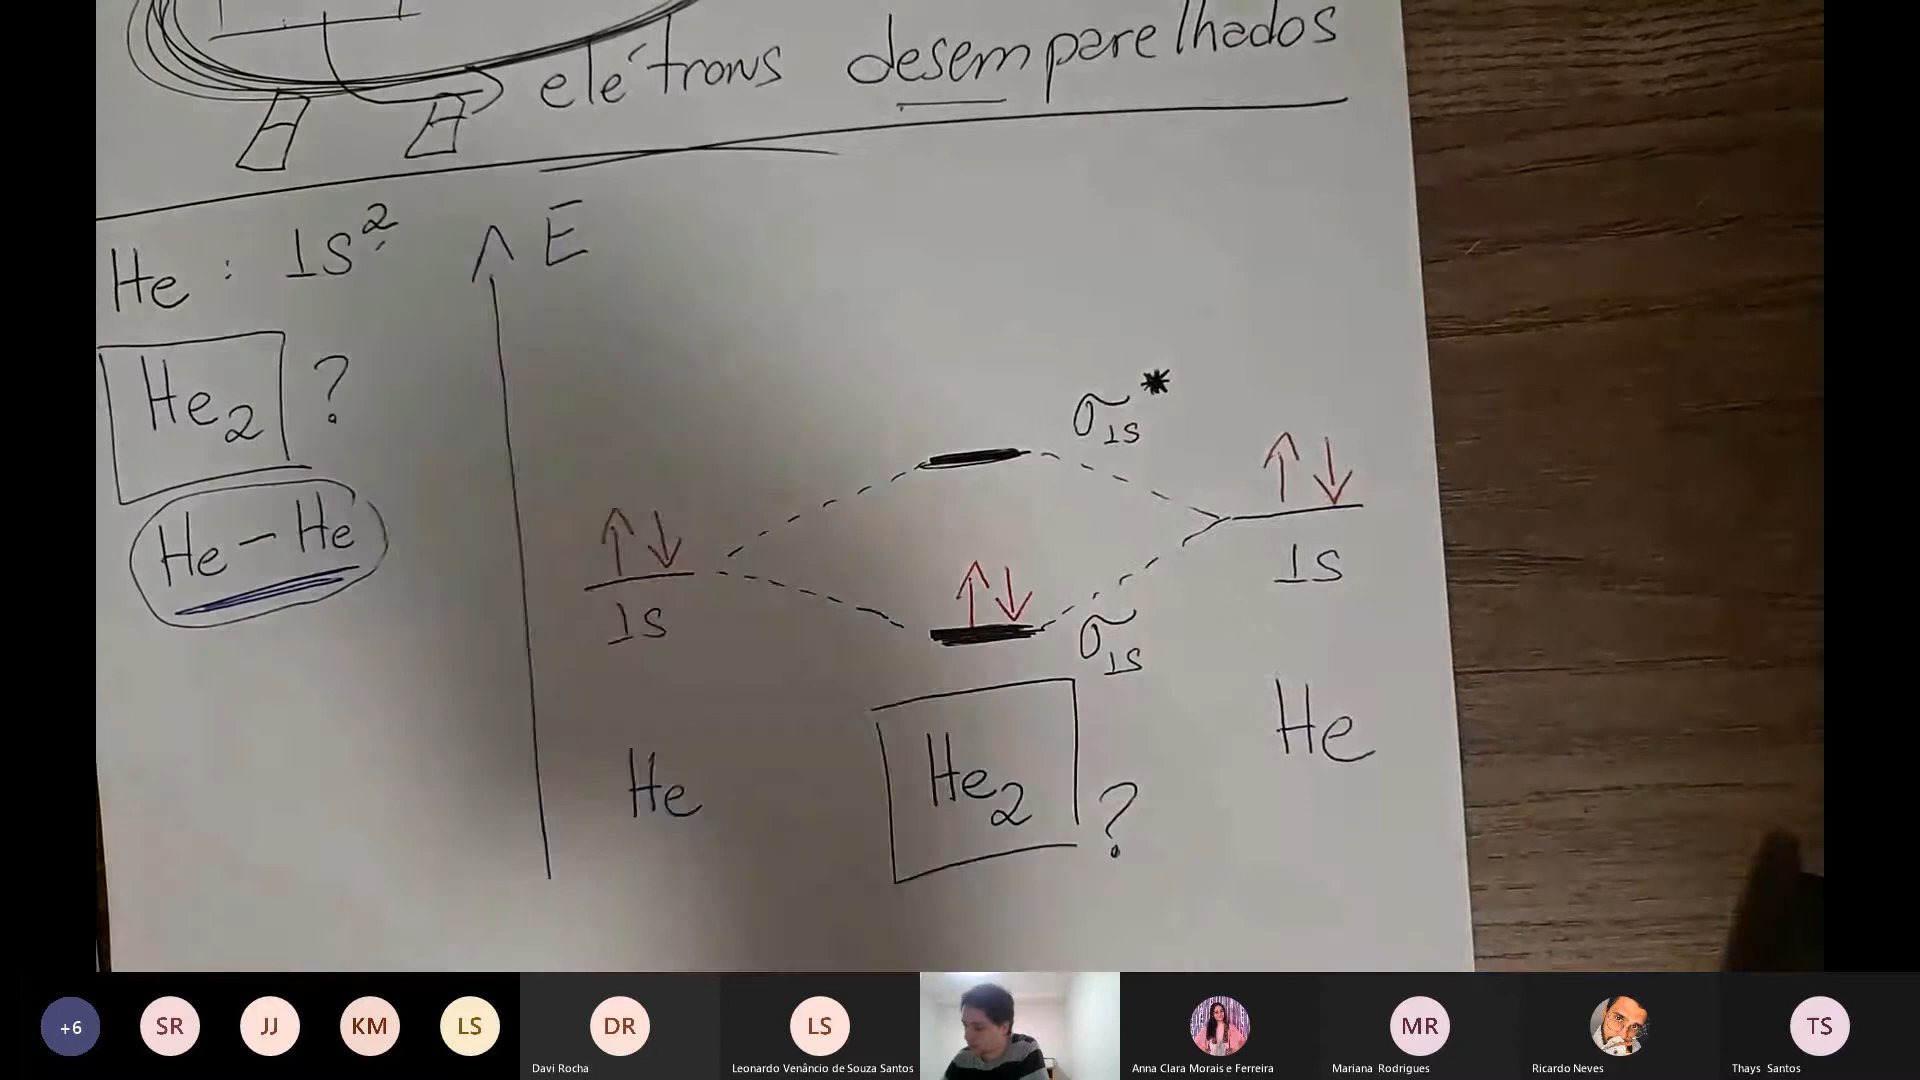 elétrons desemparelhados
He : 1S²
E
He₂ ?
He – He
σ1S*
1S
1S
σ1S
He
He
He₂ ?
+6
SR
JJ
KM
LS
DR
LS
MR
TS
Davi Rocha
Leonardo Venâncio de Souza Santos
Anna Clara Morais e Ferreira
Mariana Rodrigues
Ricardo Neves
Thays Santos